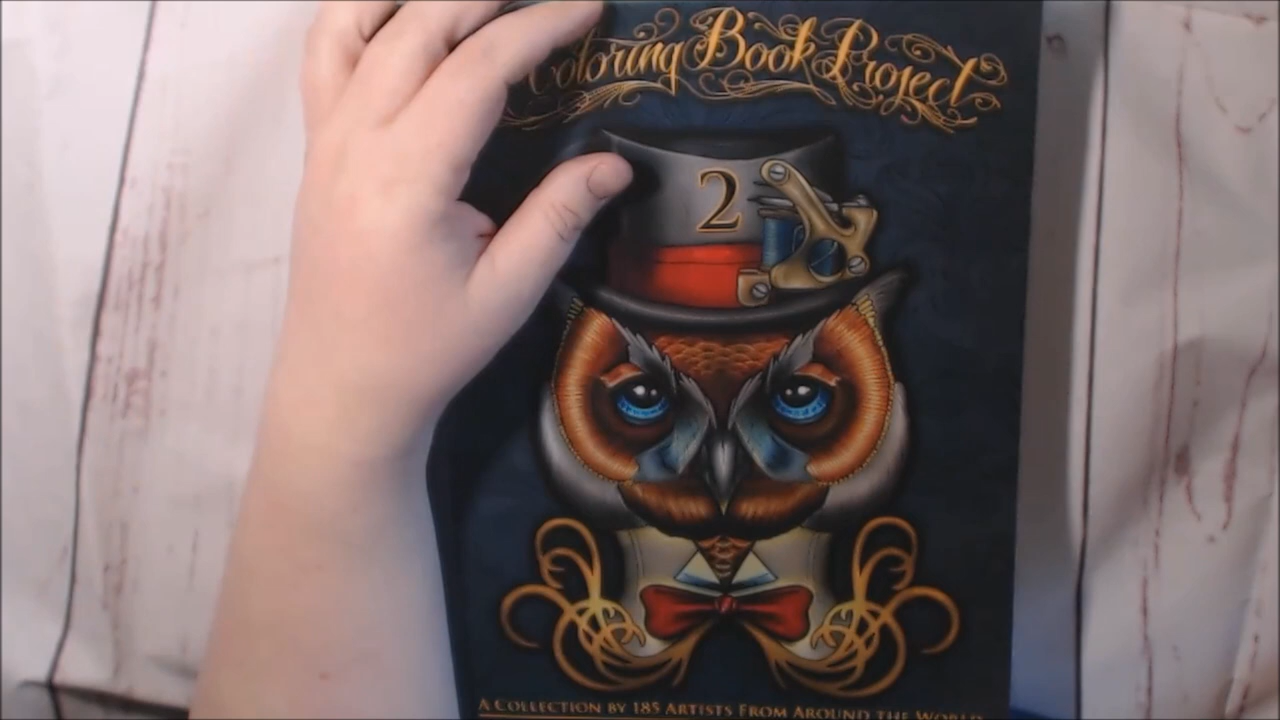 Coloring Book Project
2
A COLLECTION BY 185 ARTISTS FROM AROUND THE WORLD